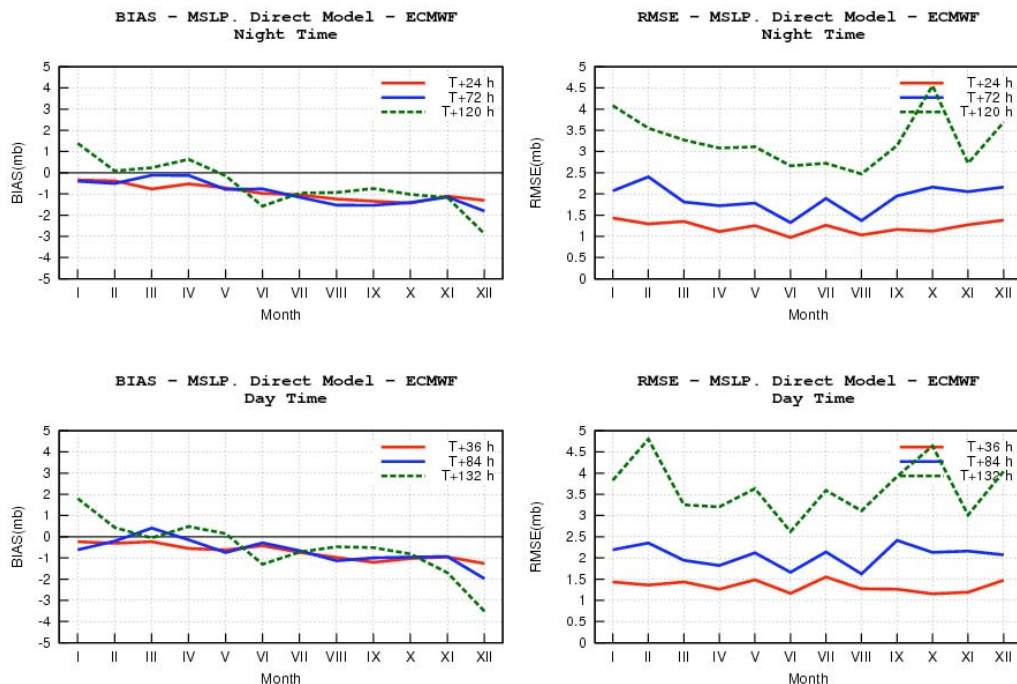 BIAS - MSLP. Direct Model - ECMWF
Night Time
T+24 h
T+72 h
T+120 h
5
4
3
2
1
0
-1
-2
-3
-4
-5
BIAS(mb)
I II III IV V VI VII VIII IX X XI XII
Month
RMSE - MSLP. Direct Model - ECMWF
Night Time
T+24 h
T+72 h
T+120 h
5
4.5
4
3.5
3
2.5
2
1.5
1
0.5
0
RMSE(mb)
I II III IV V VI VII VIII IX X XI XII
Month
BIAS - MSLP. Direct Model - ECMWF
Day Time
T+36 h
T+84 h
T+132 h
5
4
3
2
1
0
-1
-2
-3
-4
-5
BIAS(mb)
I II III IV V VI VII VIII IX X XI XII
Month
RMSE - MSLP. Direct Model - ECMWF
Day Time
T+36 h
T+84 h
T+132 h
5
4.5
4
3.5
3
2.5
2
1.5
1
0.5
0
RMSE(mb)
I II III IV V VI VII VIII IX X XI XII
Month